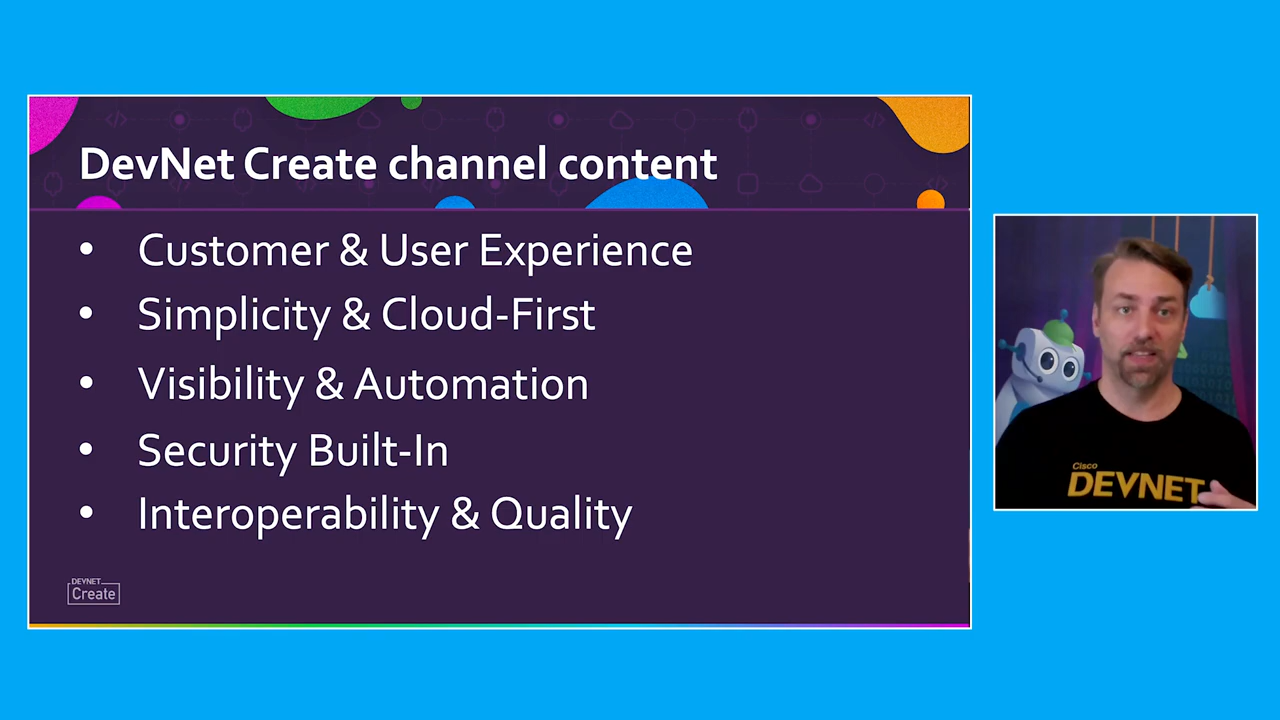 DevNet Create channel content
• Customer & User Experience
• Simplicity & Cloud-First
• Visibility & Automation
• Security Built-In
• Interoperability & Quality
DEVNET
Create
Cisco
DEVNET